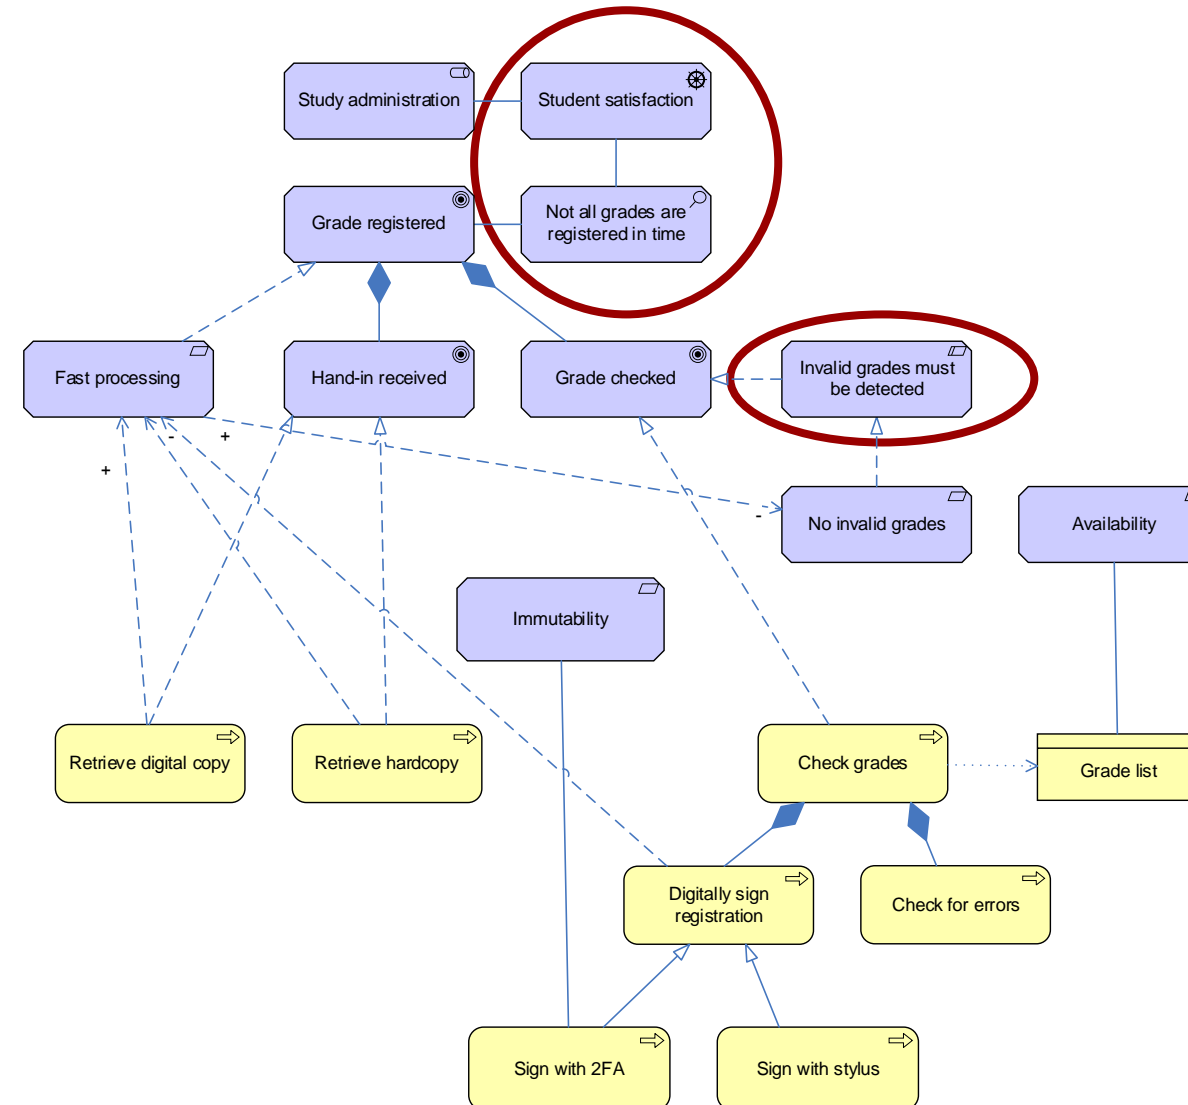 Study administration
Student satisfaction
Grade registered
Not all grades are
registered in time
Fast processing
Hand-in received
Grade checked
Invalid grades must
be detected
-
+
+
-
No invalid grades
Availability
Immutability
Retrieve digital copy
Retrieve hardcopy
Check grades
Grade list
Digitally sign
registration
Check for errors
Sign with 2FA
Sign with stylus